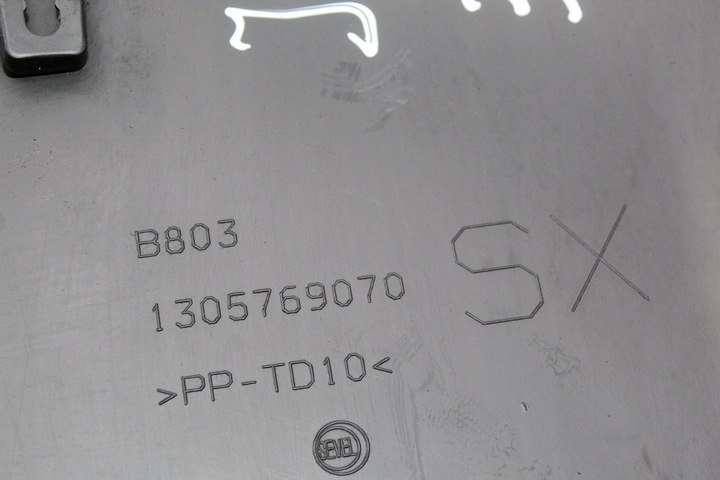 B803
SX
1305769070
>PP-TD10<
SEVEL